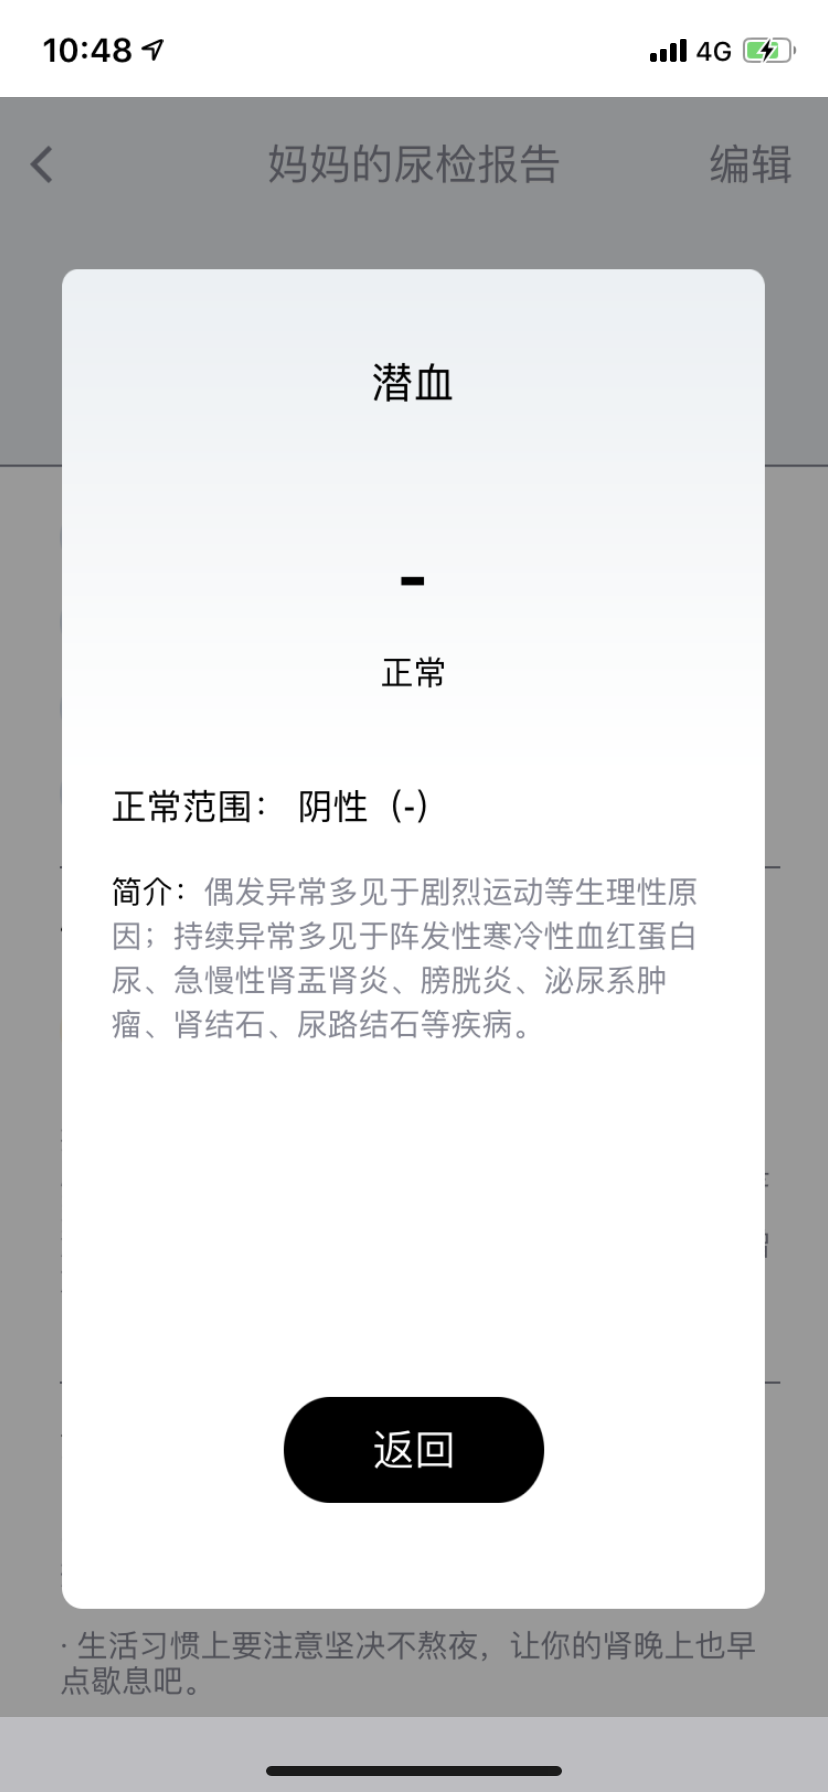 10:48
4G
妈妈的尿检报告
编辑
潜血
-
正常
正常范围： 阴性（-）
简介：偶发异常多见于剧烈运动等生理性原
因；持续异常多见于阵发性寒冷性血红蛋白
尿、急慢性肾盂肾炎、膀胱炎、泌尿系肿
瘤、肾结石、尿路结石等疾病。
返回
· 生活习惯上要注意坚决不熬夜，让你的肾晚上也早
点歇息吧。